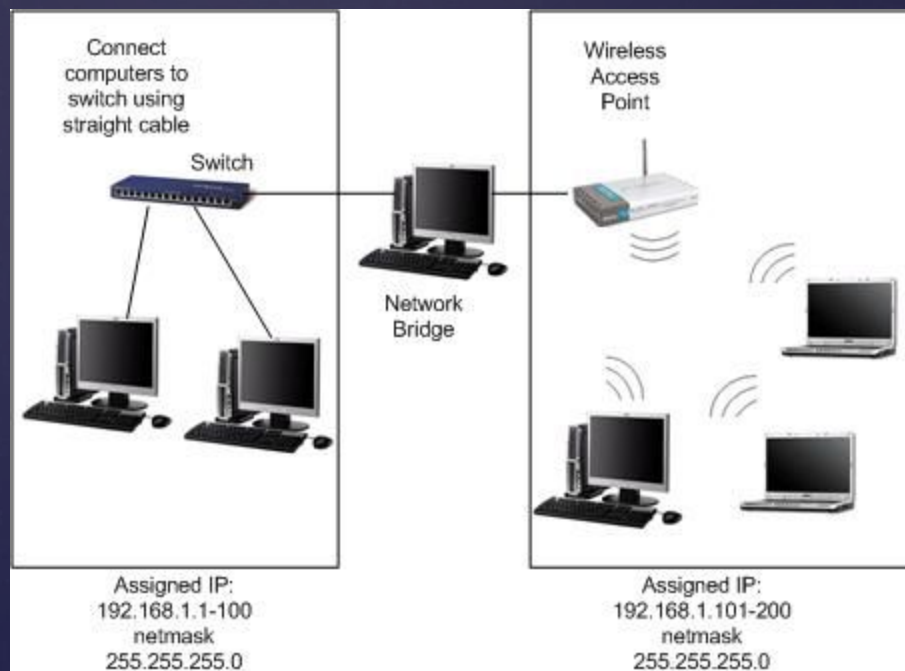 Connect
computers to
switch using
straight cable
Switch
Wireless
Access
Point
Network
Bridge
Assigned IP:
192.168.1.1-100
netmask
255.255.255.0
Assigned IP:
192.168.1.101-200
netmask
255.255.255.0